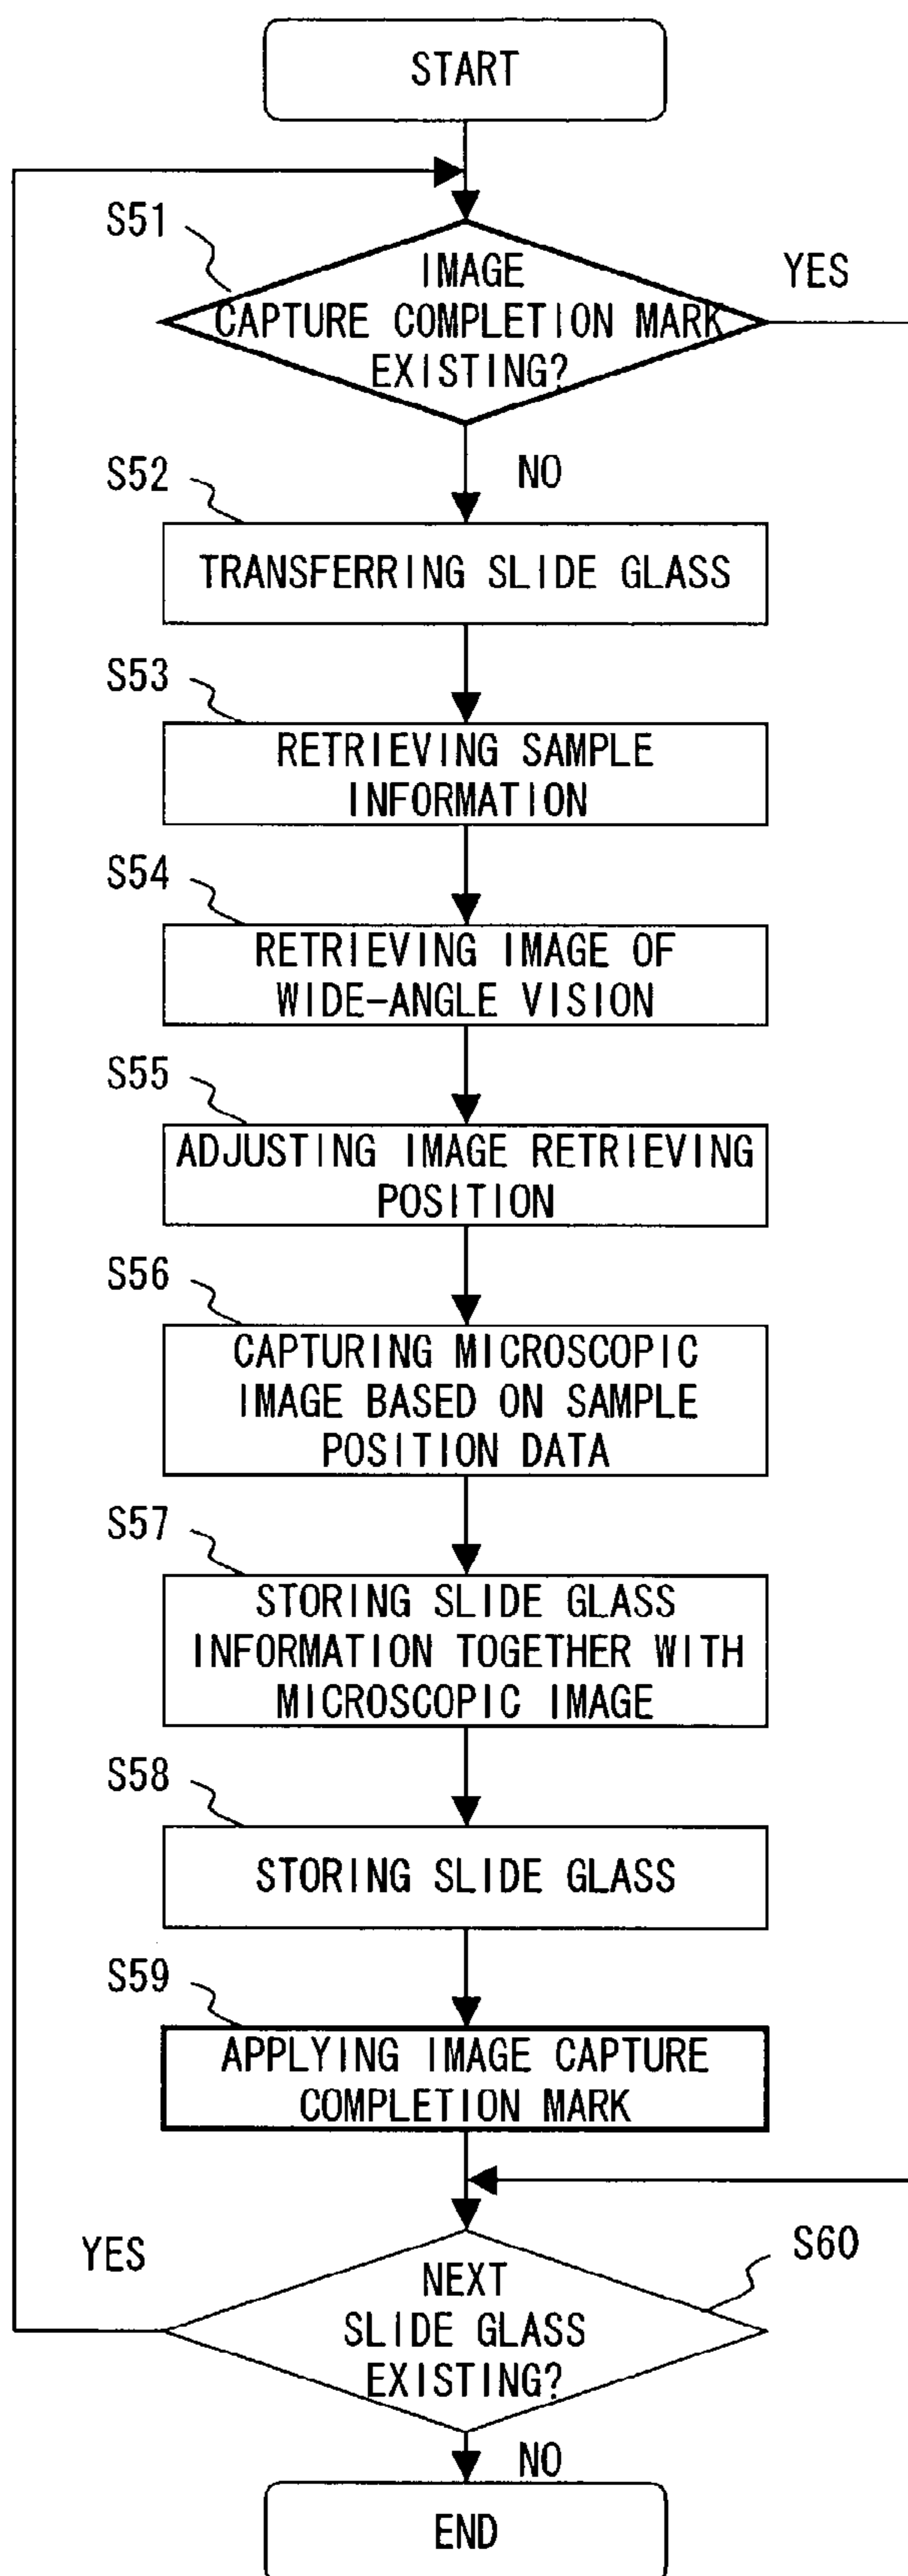 START
S51
IMAGE
CAPTURE COMPLETION MARK
EXISTING?
YES
NO
S52
TRANSFERRING SLIDE GLASS
S53
RETRIEVING SAMPLE
INFORMATION
S54
RETRIEVING IMAGE OF
WIDE-ANGLE VISION
S55
ADJUSTING IMAGE RETRIEVING
POSITION
S56
CAPTURING MICROSCOPIC
IMAGE BASED ON SAMPLE
POSITION DATA
S57
STORING SLIDE GLASS
INFORMATION TOGETHER WITH
MICROSCOPIC IMAGE
S58
STORING SLIDE GLASS
S59
APPLYING IMAGE CAPTURE
COMPLETION MARK
YES
S60
NEXT
SLIDE GLASS
EXISTING?
NO
END